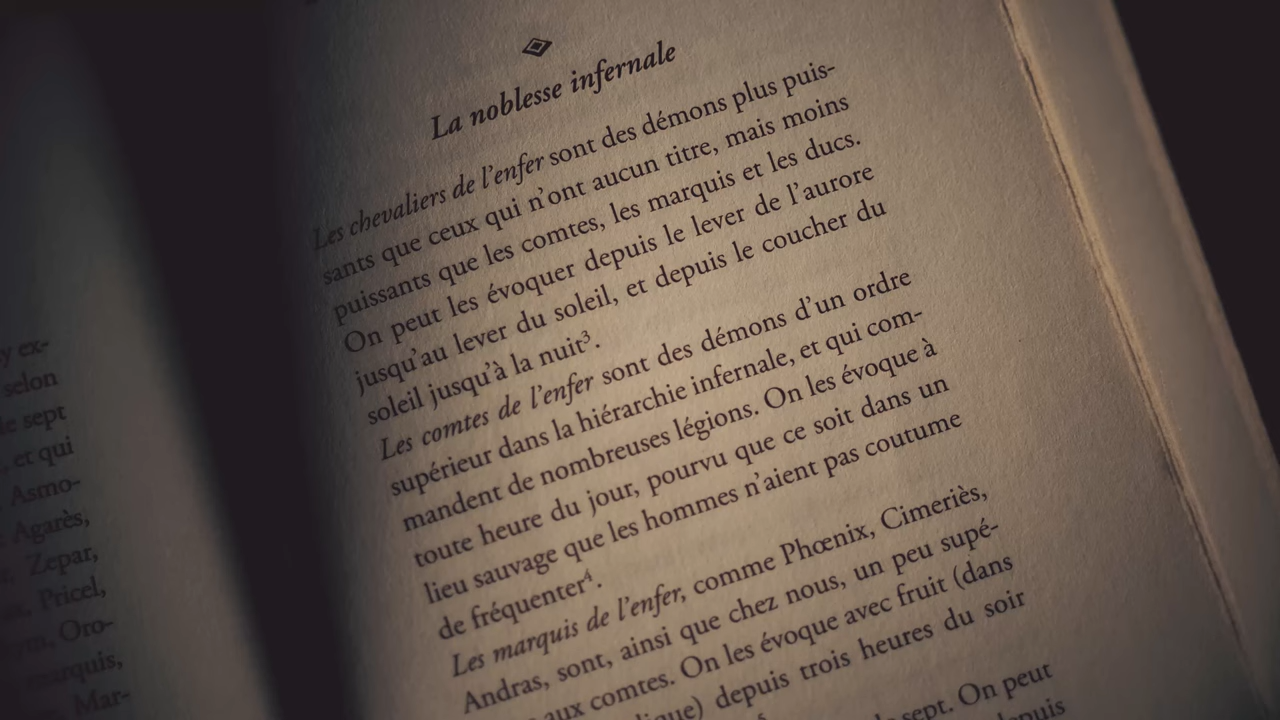 y ex-
selon
le sept
, et qui
Asmo-
Agarès,
Zepar,
Pricel,
Oro-
marquis,
Mar-
La noblesse infernale
Les chevaliers de l’enfer sont des démons plus puis-
sants que ceux qui n’ont aucun titre, mais moins
puissants que les comtes, les marquis et les ducs.
On peut les évoquer depuis le lever de l’aurore
jusqu’au lever du soleil, et depuis le coucher du
soleil jusqu’à la nuit³.
Les comtes de l’enfer sont des démons d’un ordre
supérieur dans la hiérarchie infernale, et qui com-
mandent de nombreuses légions. On les évoque à
toute heure du jour, pourvu que ce soit dans un
lieu sauvage que les hommes n’aient pas coutume
de fréquenter⁴.
Les marquis de l’enfer, comme Phœnix, Cimeriès,
Andras, sont, ainsi que chez nous, un peu supé-
aux comtes. On les évoque avec fruit (dans
depuis trois heures du soir
sept. On peut
depuis